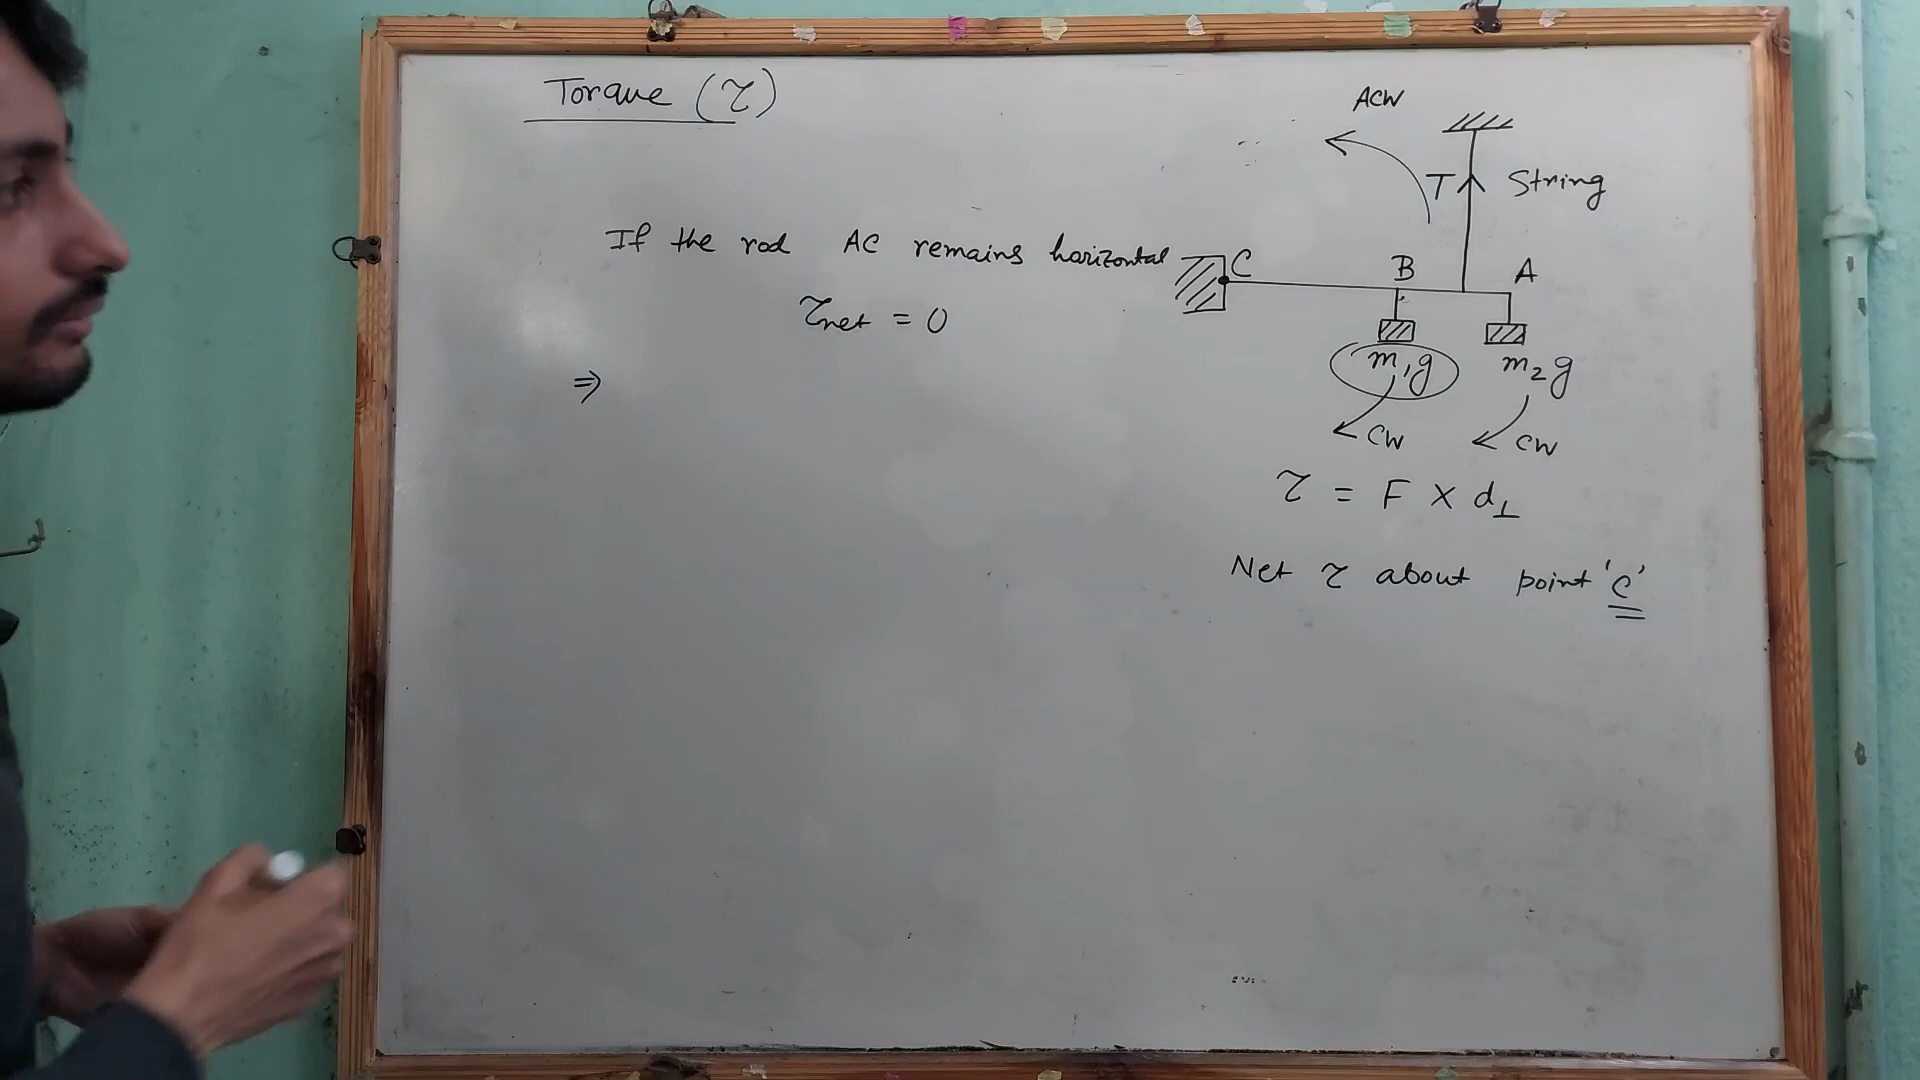 Torque (τ)
ACW
T String
If the rod AC remains horizontal
C B A
τnet = 0
m₁g m₂g
⇒
CW CW
τ = F × d⊥
Net τ about point 'C'